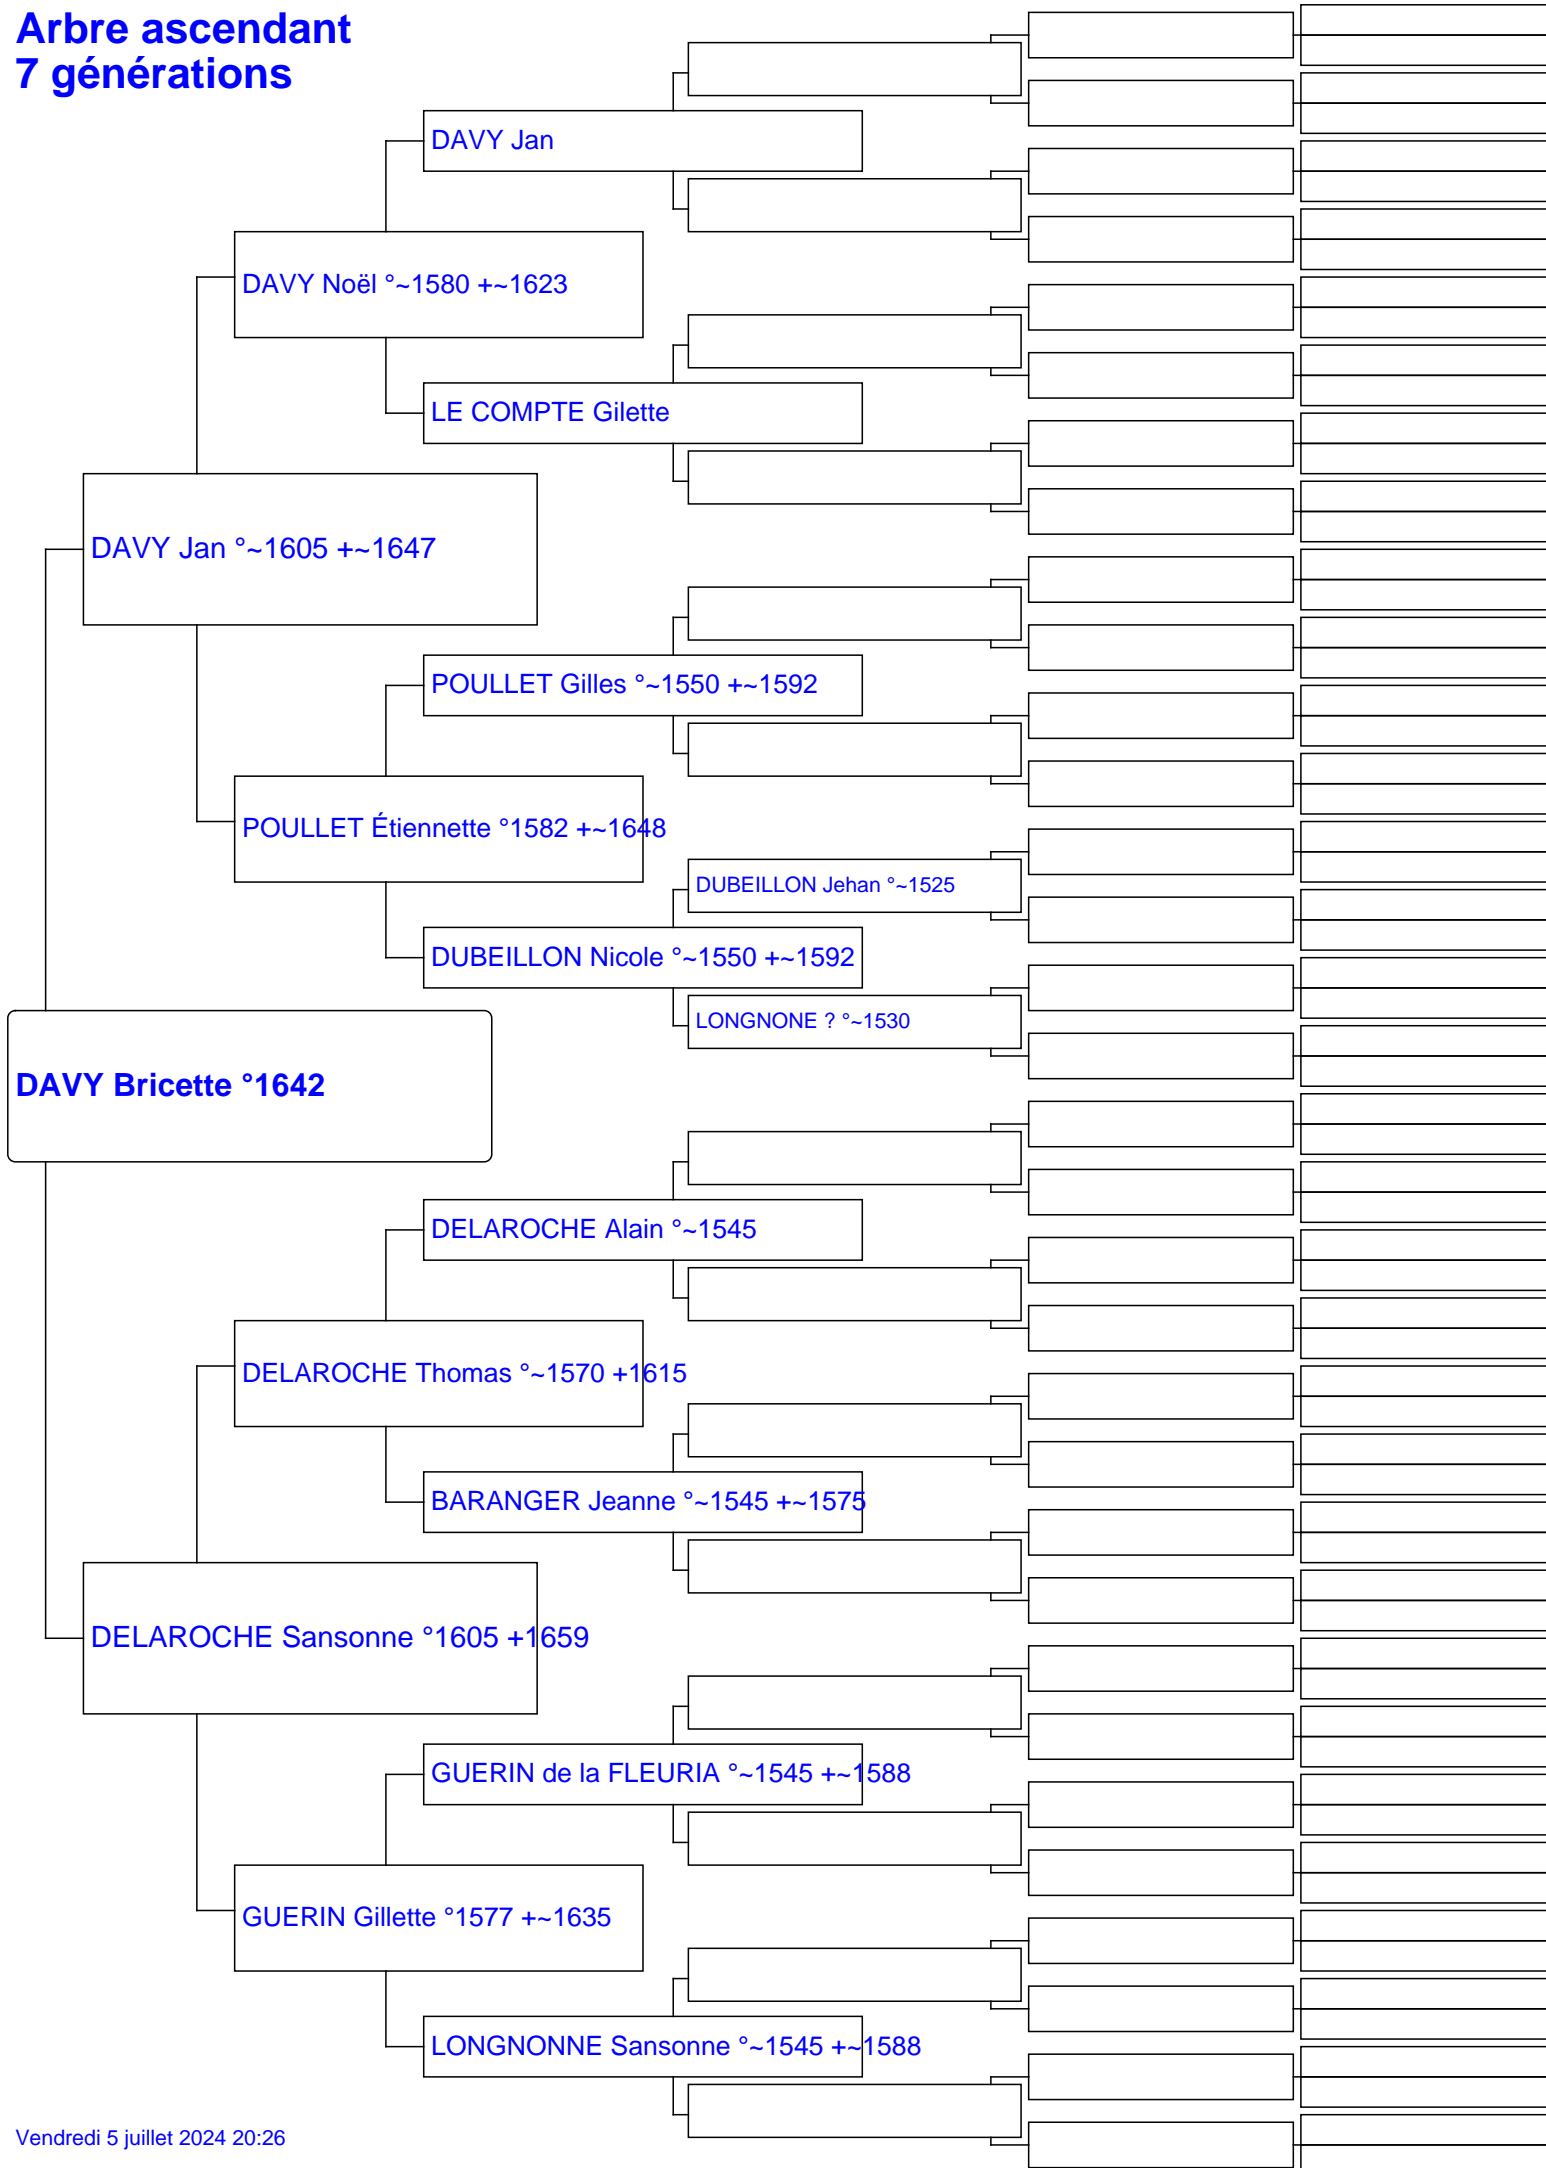 Arbre ascendant
7 générations
DAVY Jan
DAVY Noël °~1580 +~1623
LE COMPTE Gilette
DAVY Jan °~1605 +~1647
POULLET Gilles °~1550 +~1592
POULLET Étiennette °1582 +~1648
DUBEILLON Jehan °~1525
DUBEILLON Nicole °~1550 +~1592
LONGNONE ? °~1530
DAVY Bricette °1642
DELAROCHE Alain °~1545
DELAROCHE Thomas °~1570 +1615
BARANGER Jeanne °~1545 +~1575
DELAROCHE Sansonne °1605 +1659
GUERIN de la FLEURIA °~1545 +~1588
GUERIN Gillette °1577 +~1635
LONGNONNE Sansonne °~1545 +~1588
Vendredi 5 juillet 2024 20:26